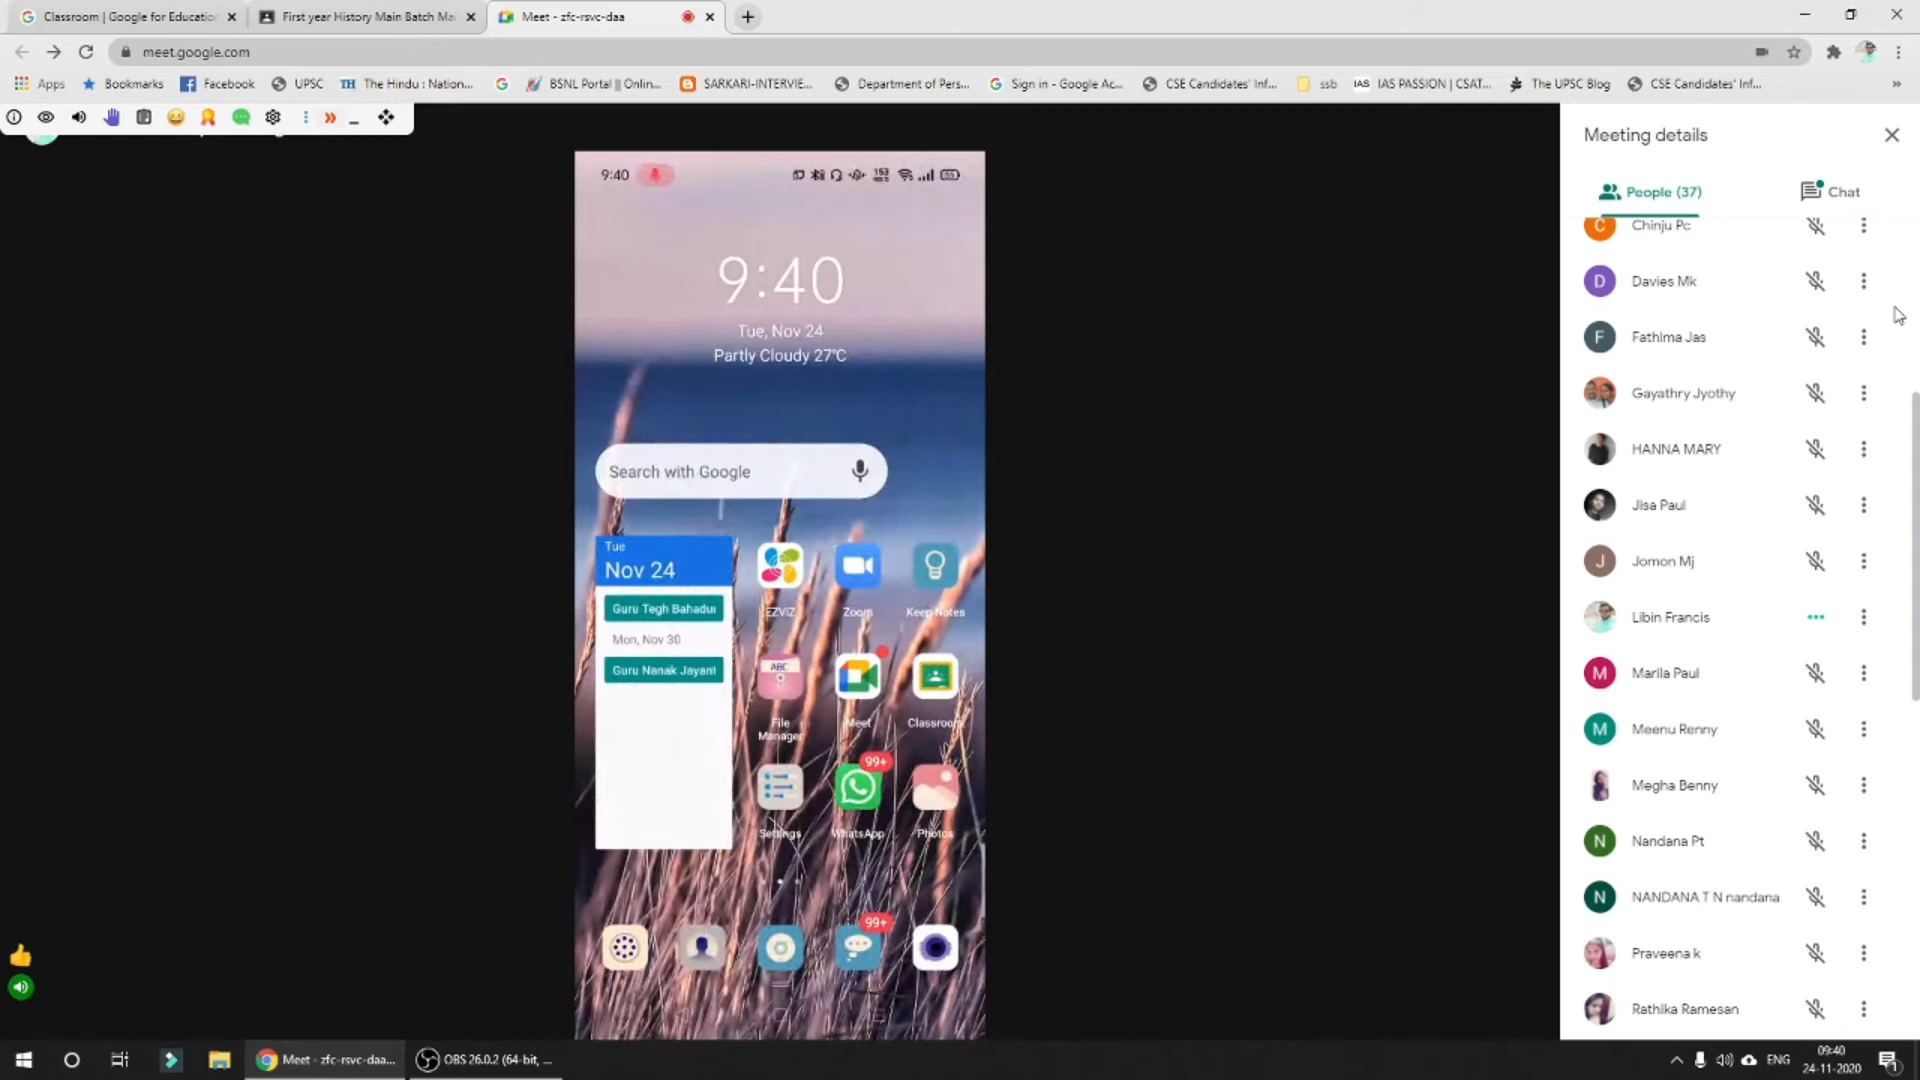 Classroom | Google for Educatio
First year History Main Batch Ma
Meet - zfc-rsvc-daa
meet.google.com
Apps
Bookmarks
Facebook
UPSC
TH The Hindu : Nation...
BSNL Portal || Onlin...
SARKARI-INTERVIE...
Department of Pers...
Sign in - Google Ac...
CSE Candidates' Inf...
ssb
IAS IAS PASSION | CSAT...
The UPSC Blog
CSE Candidates' Inf...
Meeting details
People (37)
Chat
Chinju Pc
D Davies Mk
F Fathima Jas
Gayathry Jyothy
HANNA MARY
Jisa Paul
J Jomon Mj
Libin Francis
M Marila Paul
M Meenu Renny
Megha Benny
N Nandana Pt
N NANDANA T N nandana
Praveena k
Rathika Ramesan
9:40
153
9:40
Tue, Nov 24
Partly Cloudy 27°C
Search with Google
Tue
Nov 24
Guru Tegh Bahadur
Mon, Nov 30
Guru Nanak Jayant
EZVIZ
Zoom
Keep Notes
ABC
File Manager
Meet
Classroom
99+
Settings
WhatsApp
Photos
99+
Meet - zfc-rsvc-daa...
OBS 26.0.2 (64-bit, ...
ENG
09:40
24-11-2020
1